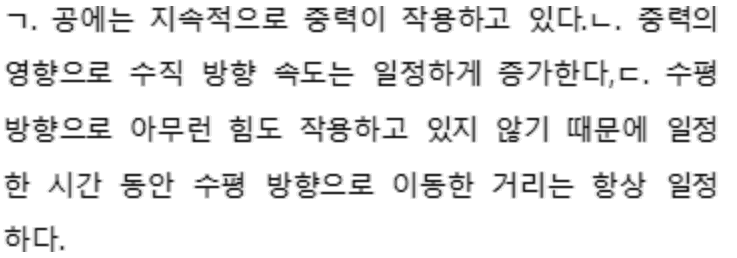 ㄱ. 공에는 지속적으로 중력이 작용하고 있다.ㄴ. 중력의
영향으로 수직 방향 속도는 일정하게 증가한다,ㄷ. 수평
방향으로 아무런 힘도 작용하고 있지 않기 때문에 일정
한 시간 동안 수평 방향으로 이동한 거리는 항상 일정
하다.